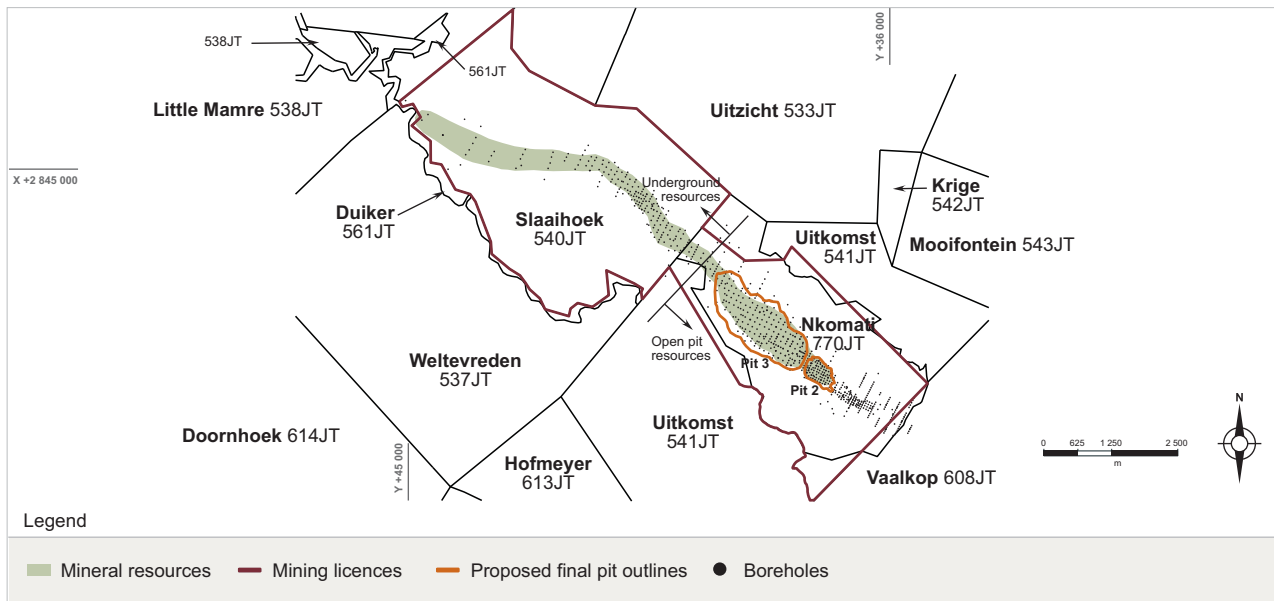 538JT
561JT
Y +36 000
Little Mamre 538JT
Uitzicht 533JT
X +2 845 000
Underground
resources
Krige
542JT
Duiker
561JT
Slaaihoek
540JT
Uitkomst
541JT
Mooifontein 543JT
Nkomati
770JT
Open pit
resources
Pit 3
Pit 2
Weltevreden
537JT
Uitkomst
541JT
Doornhoek 614JT
Y +45 000
Hofmeyer
613JT
Vaalkop 608JT
N
0 625 1 250 2 500
m
Legend
Mineral resources Mining licences Proposed final pit outlines Boreholes